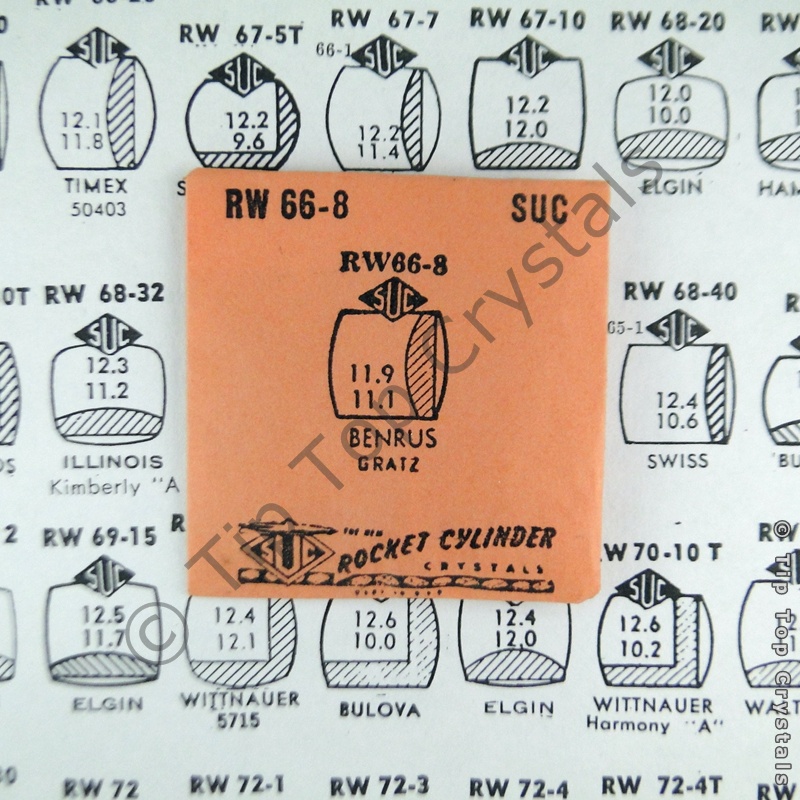 RW 67-5T
RW 67-7
RW 67-10
RW 68-20
RW
66-1
SUC
SUC
SUC
SUC
SUC
12.1
11.8
12.2
9.6
12.2
11.4
12.2
12.0
12.0
10.0
TIMEX
50403
ELGIN
HAM
RW 66-8 SUC
RW66-8
SUC
11.9
11.1
BENRUS
GRATZ
THE NEW
ROCKET CYLINDER
CRYSTALS
SUC
0T
RW 68-32
SUC
12.3
11.2
ILLINOIS
Kimberly "A
RW 68-40
65-1
SUC
12.4
10.6
SWISS
RW 69-15
SUC
12.5
11.7
ELGIN
12.4
12.1
WITTNAUER
5715
12.6
10.0
BULOVA
12.4
12.0
ELGIN
W 70-10 T
SUC
12.6
10.2
WITTNAUER
Harmony "A"
WALT
RW 72
RW 72-1
RW 72-3
RW 72-4
RW 72-4T
RW
© Tip Top Crystals
© Tip Top Crystals